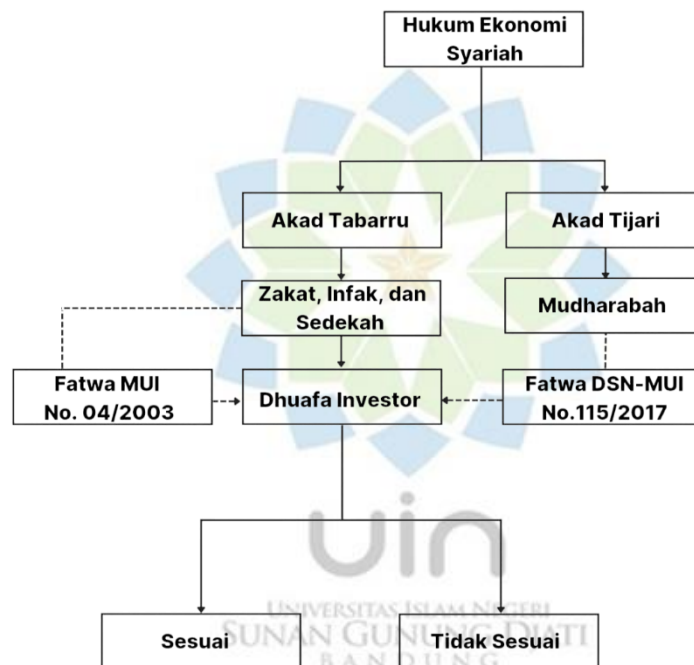 Hukum Ekonomi
Syariah
Akad Tabarru
Akad Tijari
Zakat, Infak, dan
Sedekah
Mudharabah
Fatwa MUI
No. 04/2003
Dhuafa Investor
Fatwa DSN-MUI
No.115/2017
uin
UNIVERSITAS ISLAM NEGERI
SUNAN GUNUNG DJATI
BANDUNG
Sesuai
Tidak Sesuai